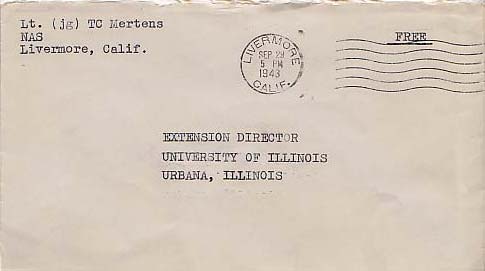 Lt. (jg) TC Mertens
NAS
Livermore, Calif.
LIVERMORE
SEP 29
5 PM
1943
CALIF.
FREE
EXTENSION DIRECTOR
UNIVERSITY OF ILLINOIS
URBANA, ILLINOIS